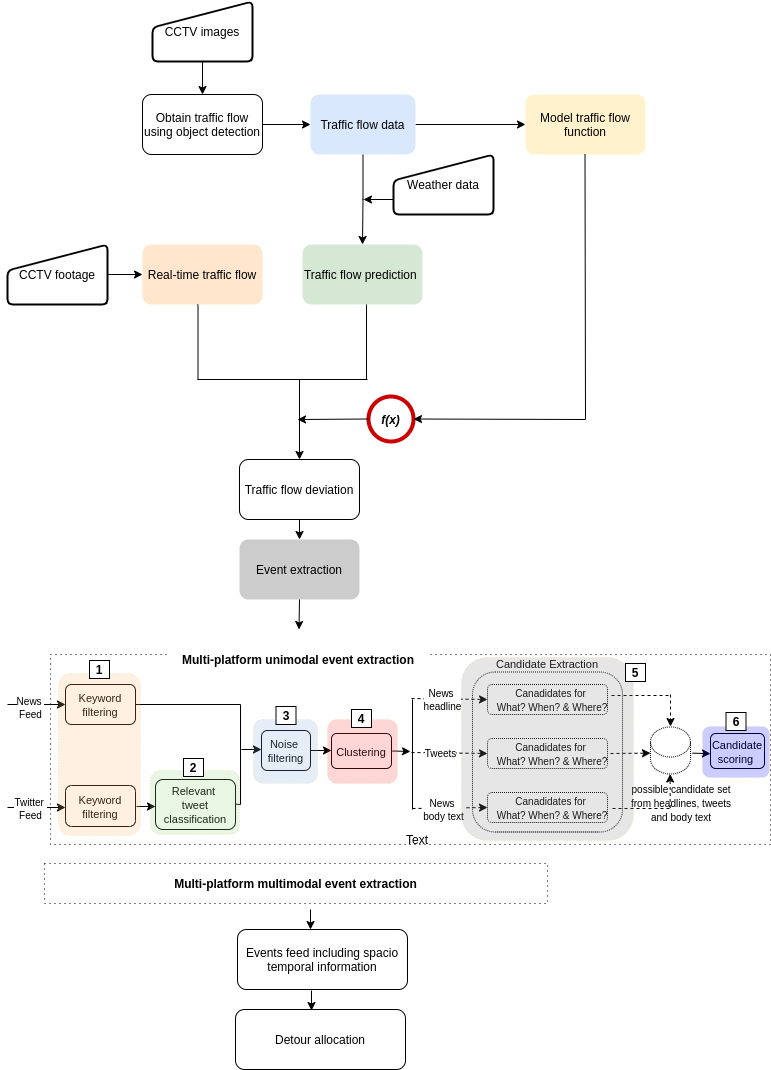 CCTV images
Obtain traffic flow
using object detection
Traffic flow data
Model traffic flow
function
Weather data
CCTV footage
Real-time traffic flow
Traffic flow prediction
f(x)
Traffic flow deviation
Event extraction
Multi-platform unimodal event extraction
1
News
Feed
Keyword
filtering
Twitter
Feed
Keyword
filtering
2
Relevant
tweet
classification
3
Noise
filtering
4
Clustering
News
headline
Tweets
News
body text
Candidate Extraction
5
Canadidates for
What? When? & Where?
Canadidates for
What? When? & Where?
Canadidates for
What? When? & Where?
possible candidate set
from headlines, tweets
and body text
6
Candidate
scoring
Text
Multi-platform multimodal event extraction
Events feed including spacio
temporal information
Detour allocation